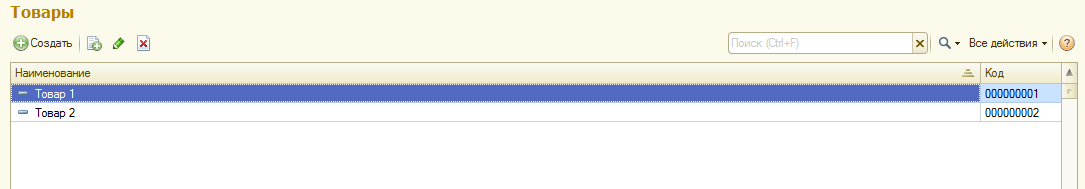 Товары
Создать Поиск (Ctrl+F) Все действия
Наименование Код
Товар 1 000000001
Товар 2 000000002